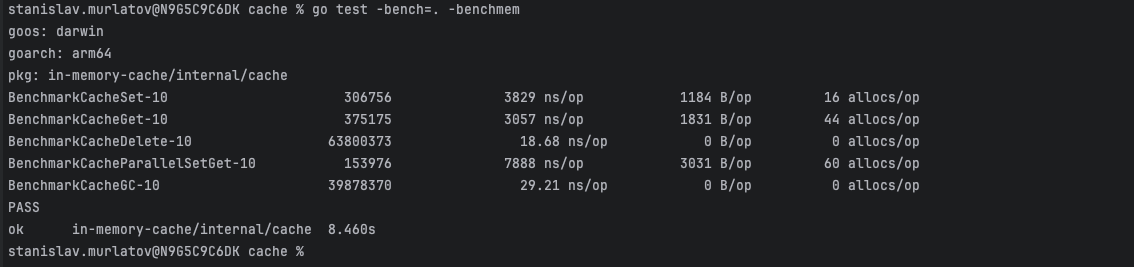 stanislav.murlatov@N9G5C9C6DK cache % go test -bench=. -benchmem
goos: darwin
goarch: arm64
pkg: in-memory-cache/internal/cache
BenchmarkCacheSet-10 306756 3829 ns/op 1184 B/op 16 allocs/op
BenchmarkCacheGet-10 375175 3057 ns/op 1831 B/op 44 allocs/op
BenchmarkCacheDelete-10 63800373 18.68 ns/op 0 B/op 0 allocs/op
BenchmarkCacheParallelSetGet-10 153976 7888 ns/op 3031 B/op 60 allocs/op
BenchmarkCacheGC-10 39878370 29.21 ns/op 0 B/op 0 allocs/op
PASS
ok in-memory-cache/internal/cache 8.460s
stanislav.murlatov@N9G5C9C6DK cache %